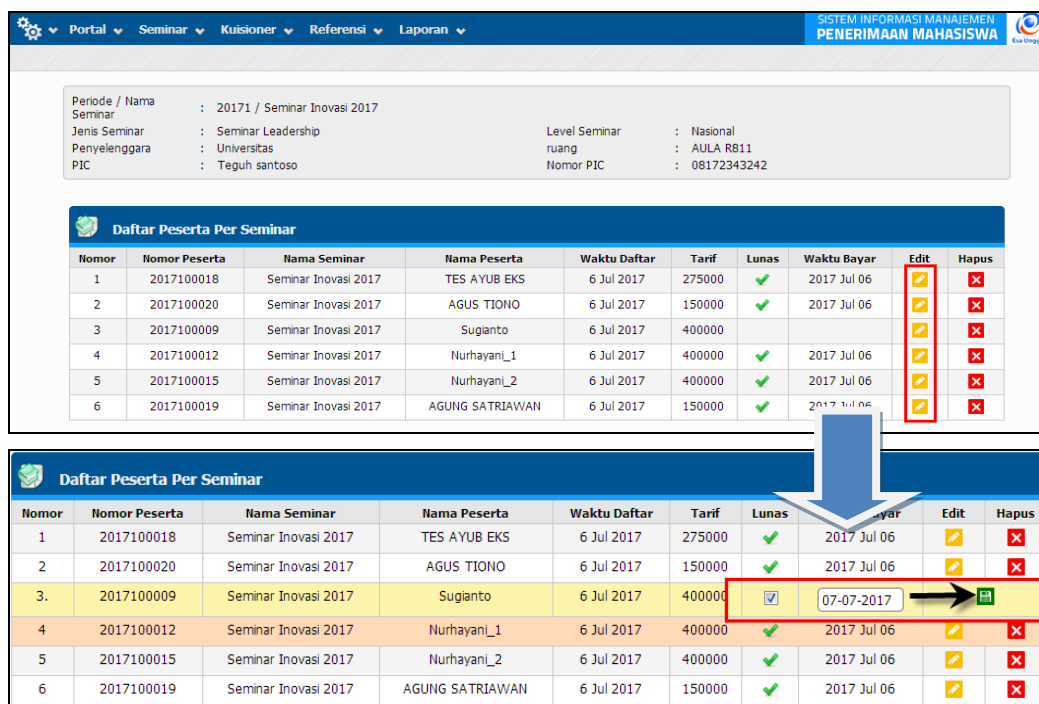 Portal Seminar Kuisioner Referensi Laporan
SISTEM INFORMASI MANAJEMEN
PENERIMAAN MAHASISWA
Periode / Nama Seminar : 20171 / Seminar Inovasi 2017
Jenis Seminar : Seminar Leadership Level Seminar : Nasional
Penyelenggara : Universitas ruang : AULA R811
PIC : Teguh santoso Nomor PIC : 08172343242
Daftar Peserta Per Seminar
Nomor Nomor Peserta Nama Seminar Nama Peserta Waktu Daftar Tarif Lunas Waktu Bayar Edit Hapus
1 2017100018 Seminar Inovasi 2017 TES AYUB EKS 6 Jul 2017 275000 2017 Jul 06
2 2017100020 Seminar Inovasi 2017 AGUS TIONO 6 Jul 2017 150000 2017 Jul 06
3 2017100009 Seminar Inovasi 2017 Sugianto 6 Jul 2017 400000
4 2017100012 Seminar Inovasi 2017 Nurhayani_1 6 Jul 2017 400000 2017 Jul 06
5 2017100015 Seminar Inovasi 2017 Nurhayani_2 6 Jul 2017 400000 2017 Jul 06
6 2017100019 Seminar Inovasi 2017 AGUNG SATRIAWAN 6 Jul 2017 150000 2017 Jul 06
Daftar Peserta Per Seminar
Nomor Nomor Peserta Nama Seminar Nama Peserta Waktu Daftar Tarif Lunas Edit Hapus
1 2017100018 Seminar Inovasi 2017 TES AYUB EKS 6 Jul 2017 275000 2017 Jul 06
2 2017100020 Seminar Inovasi 2017 AGUS TIONO 6 Jul 2017 150000 2017 Jul 06
3. 2017100009 Seminar Inovasi 2017 Sugianto 6 Jul 2017 400000 07-07-2017
4 2017100012 Seminar Inovasi 2017 Nurhayani_1 6 Jul 2017 400000 2017 Jul 06
5 2017100015 Seminar Inovasi 2017 Nurhayani_2 6 Jul 2017 400000 2017 Jul 06
6 2017100019 Seminar Inovasi 2017 AGUNG SATRIAWAN 6 Jul 2017 150000 2017 Jul 06